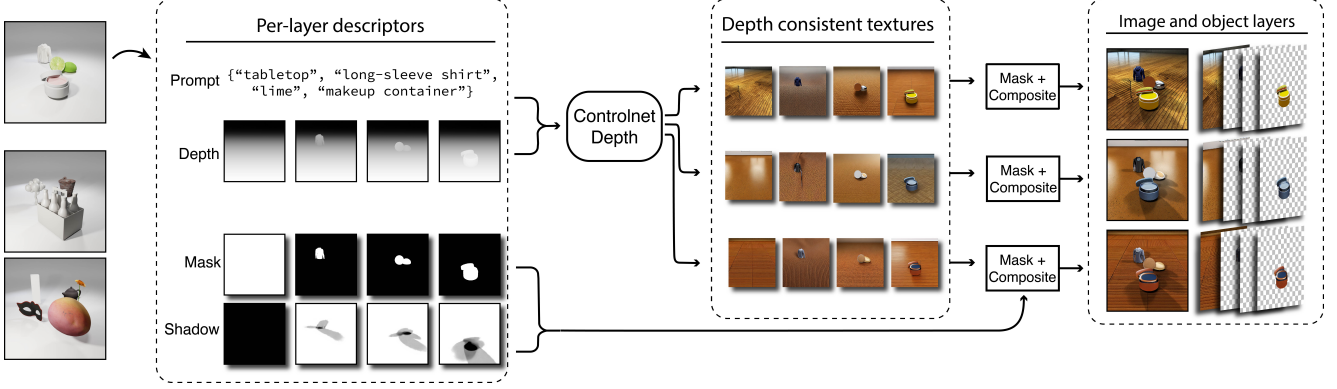 Per-layer descriptors
Prompt
{“tabletop”, “long-sleeve shirt”,
“lime”, “makeup container”}
Depth
Mask
Shadow
Controlnet
Depth
Depth consistent textures
Mask +
Composite
Mask +
Composite
Mask +
Composite
Image and object layers